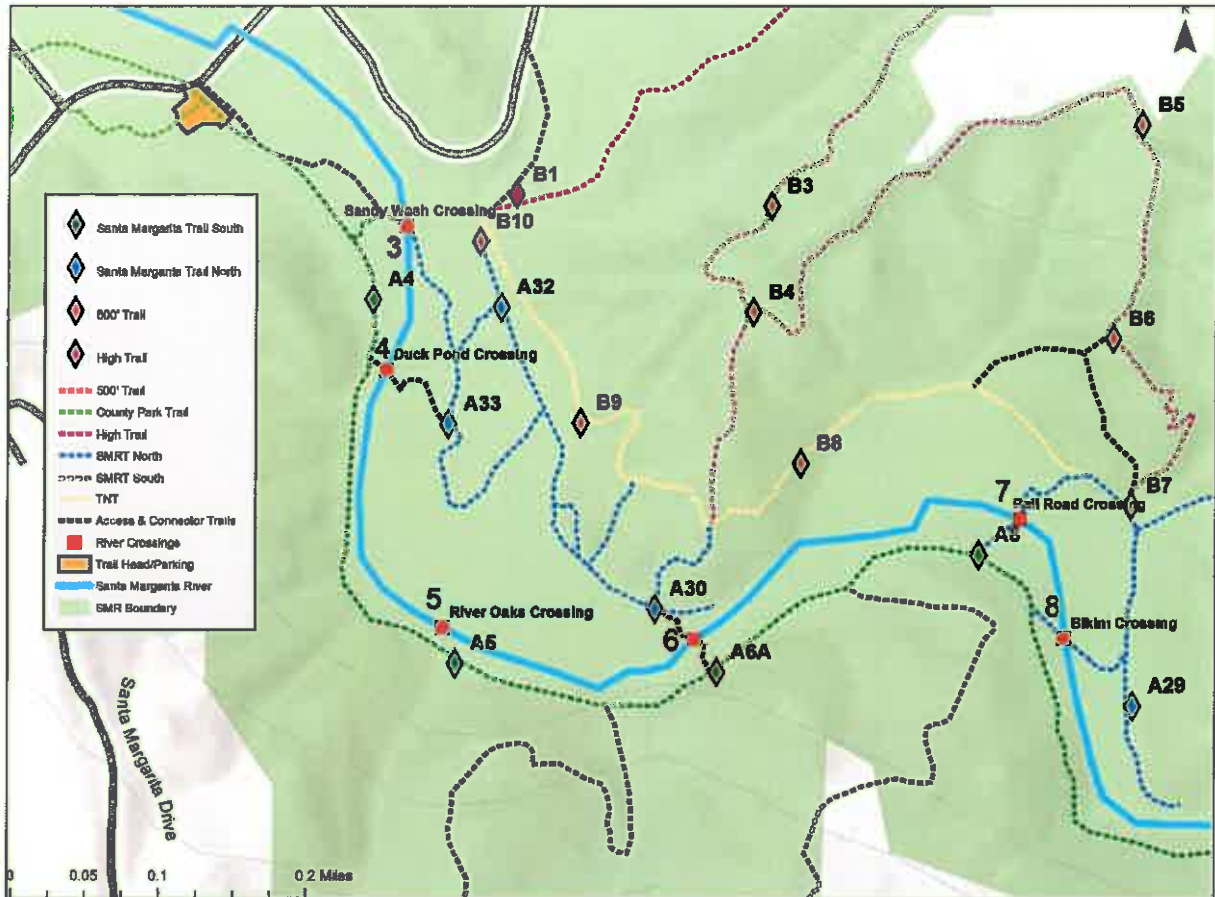 N
B5
B1
B3
Sandy Wash Crossing
B10
3
Santa Margarita Trail South
Santa Margarita Trail North
A4
A32
B4
B6
600' Trail
4
Duck Pond Crossing
High Trail
A33
B9
500' Trail
County Park Trail
High Trail
B8
SMRT North
SMRT South
TNT
7
B7
Access & Connector Trails
Ball Road Crossing
River Crossings
A8
Trail Head/Parking
Santa Margarita River
A30
5
River Oaks Crossing
8
SMR Boundary
Bikini Crossing
6
A5
A6A
A29
Santa Margarita Drive
0 0.05 0.1 0.2 Miles